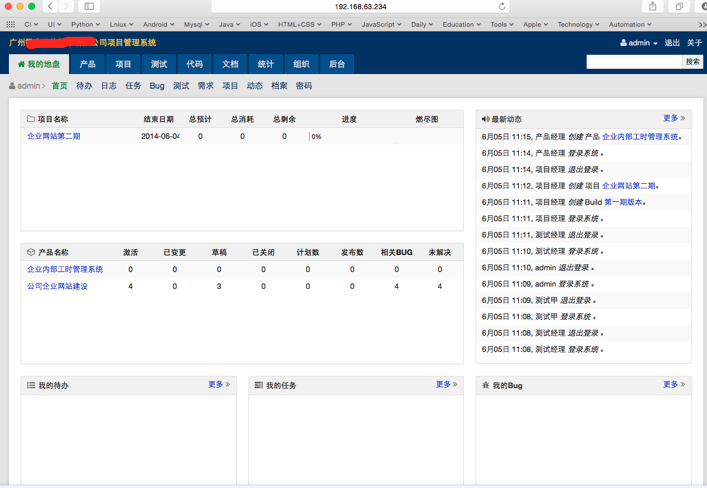 192.168.63.234
CI UI Python Lniux Android Mysql Java iOS HTML+CSS PHP JavaScript Daily Education Tools Apple Technology Automation
广州 公司项目管理系统 admin 退出 关于
我的地盘 产品 项目 测试 代码 文档 统计 组织 后台 搜索
admin 首页 待办 日志 任务 Bug 测试 需求 项目 动态 档案 密码
项目名称 结束日期 总预计 总消耗 总剩余 进度 燃尽图
企业网站第二期 2014-06-04 0 0 0 0%
产品名称 激活 已变更 草稿 已关闭 计划数 发布数 相关BUG 未解决
企业内部工时管理系统 0 0 0 0 0 0 0 0
公司企业网站建设 4 0 3 0 0 0 4 4
最新动态 更多
6月05日 11:15, 产品经理 创建 产品 企业内部工时管理系统。
6月05日 11:14, 产品经理 登录系统 。
6月05日 11:14, 项目经理 退出登录 。
6月05日 11:12, 项目经理 创建 项目 企业网站第二期。
6月05日 11:11, 项目经理 创建 Build 第一期版本。
6月05日 11:11, 项目经理 登录系统 。
6月05日 11:11, 测试经理 退出登录 。
6月05日 11:10, 测试经理 登录系统 。
6月05日 11:10, admin 退出登录 。
6月05日 11:09, admin 登录系统 。
6月05日 11:09, 测试甲 退出登录 。
6月05日 11:08, 测试甲 登录系统 。
6月05日 11:08, 测试经理 退出登录 。
6月05日 11:08, 测试经理 登录系统 。
我的待办 更多
我的任务 更多
我的Bug 更多